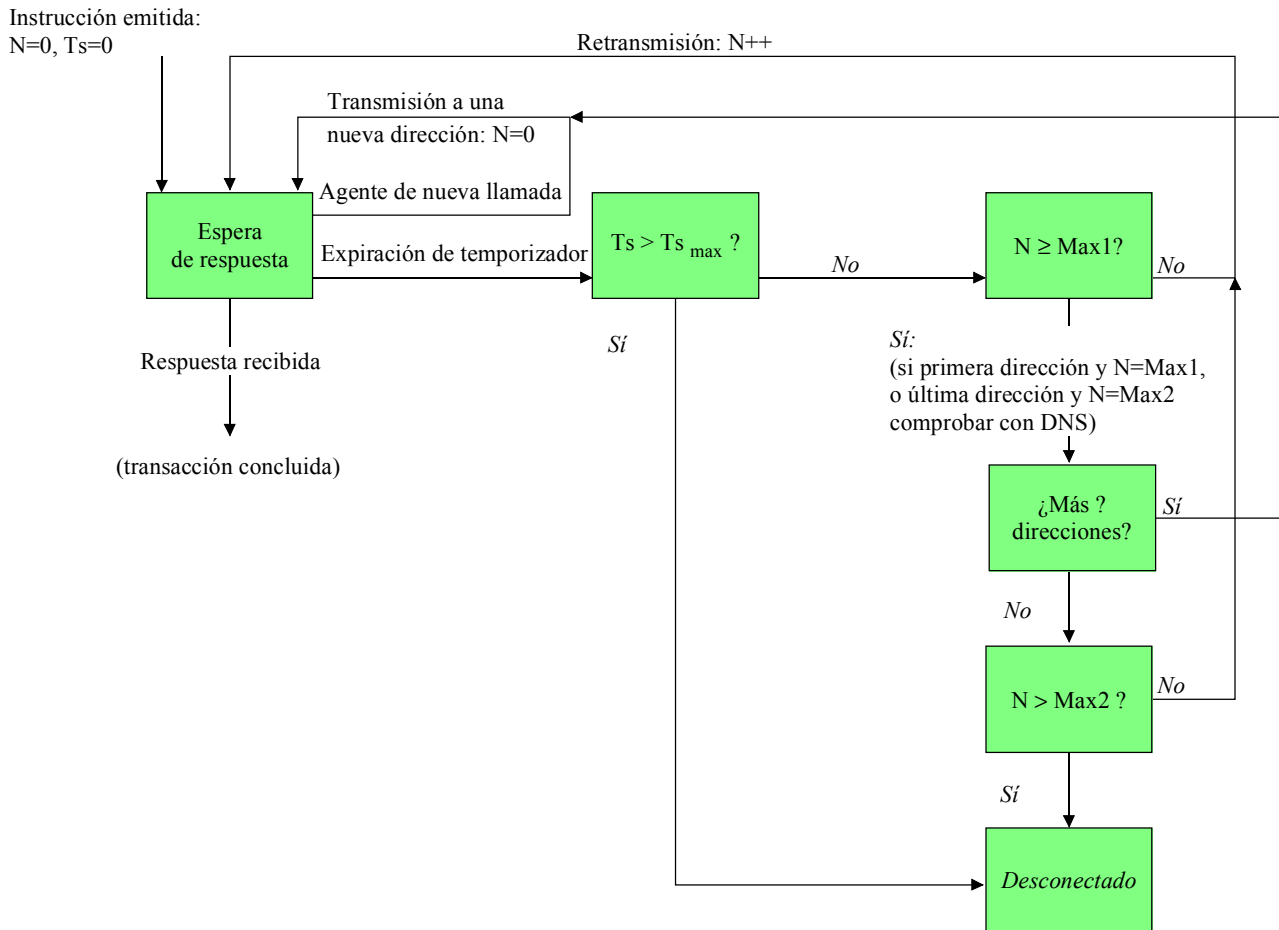 Instrucción emitida:
N=0, Ts=0
Retransmisión: N++
Transmisión a una
nueva dirección: N=0
Agente de nueva llamada
Espera
de respuesta
Expiración de temporizador
Ts > Ts max ?
No
N ≥ Max1?
No
Sí
Respuesta recibida
(transacción concluida)
Sí:
(si primera dirección y N=Max1,
o última dirección y N=Max2
comprobar con DNS)
¿Más ?
direcciones?
Sí
No
N > Max2 ?
No
Sí
Desconectado